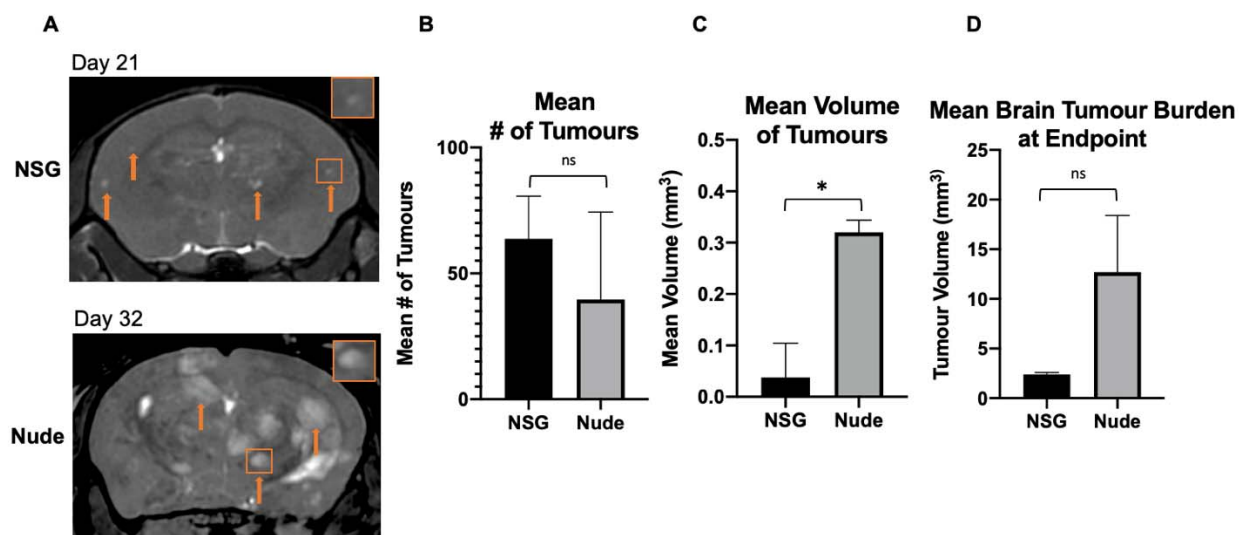 A
Day 21
NSG
Day 32
Nude
B
Mean
# of Tumours
Mean # of Tumours
100
50
0
ns
NSG
Nude
C
Mean Volume
of Tumours
Mean Volume (mm³)
0.5
0.4
0.3
0.2
0.1
0.0
*
NSG
Nude
D
Mean Brain Tumour Burden
at Endpoint
Tumour Volume (mm³)
25
20
15
10
5
0
ns
NSG
Nude